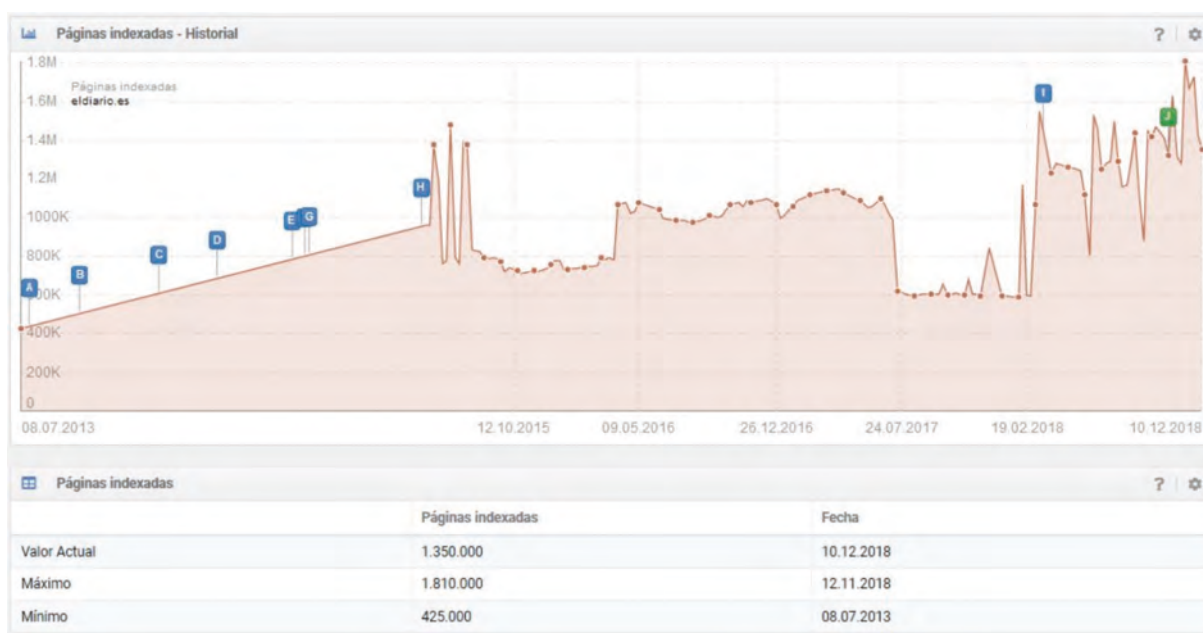 Páginas indexadas - Historial ?
1.8M
Páginas indexadas
1.6M eldiario.es
I
J
1.4M
1.2M
H
1000K
E G
D
C
800K
B
A 600K
400K
200K
0
08.07.2013 12.10.2015 09.05.2016 26.12.2016 24.07.2017 19.02.2018 10.12.2018
Páginas indexadas ?
Páginas indexadas Fecha
Valor Actual 1.350.000 10.12.2018
Máximo 1.810.000 12.11.2018
Mínimo 425.000 08.07.2013